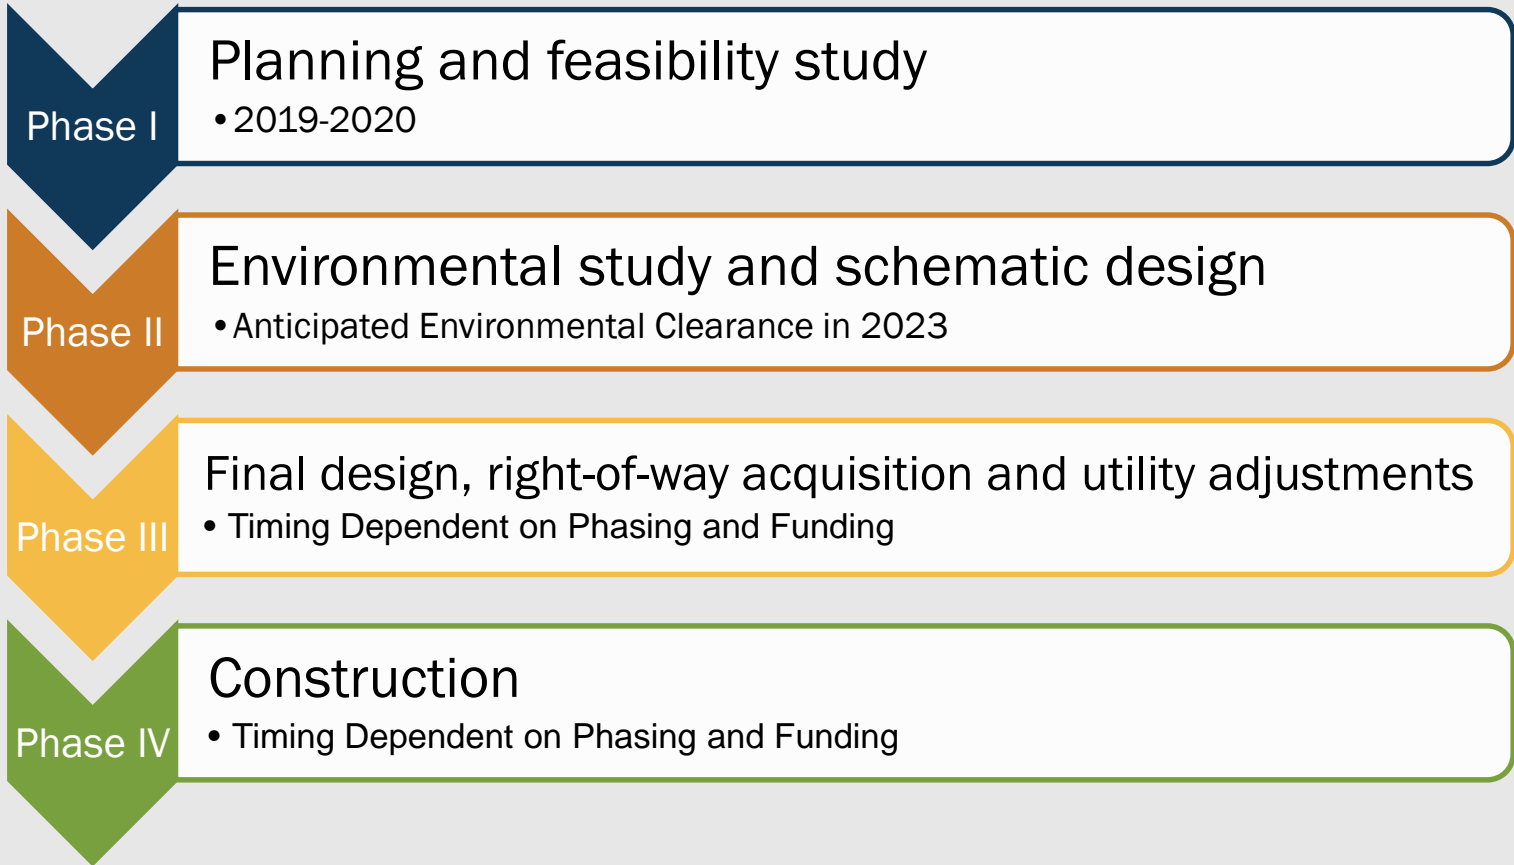 Phase I
Planning and feasibility study
•2019-2020
Phase II
Environmental study and schematic design
•Anticipated Environmental Clearance in 2023
Phase III
Final design, right-of-way acquisition and utility adjustments
• Timing Dependent on Phasing and Funding
Phase IV
Construction
• Timing Dependent on Phasing and Funding